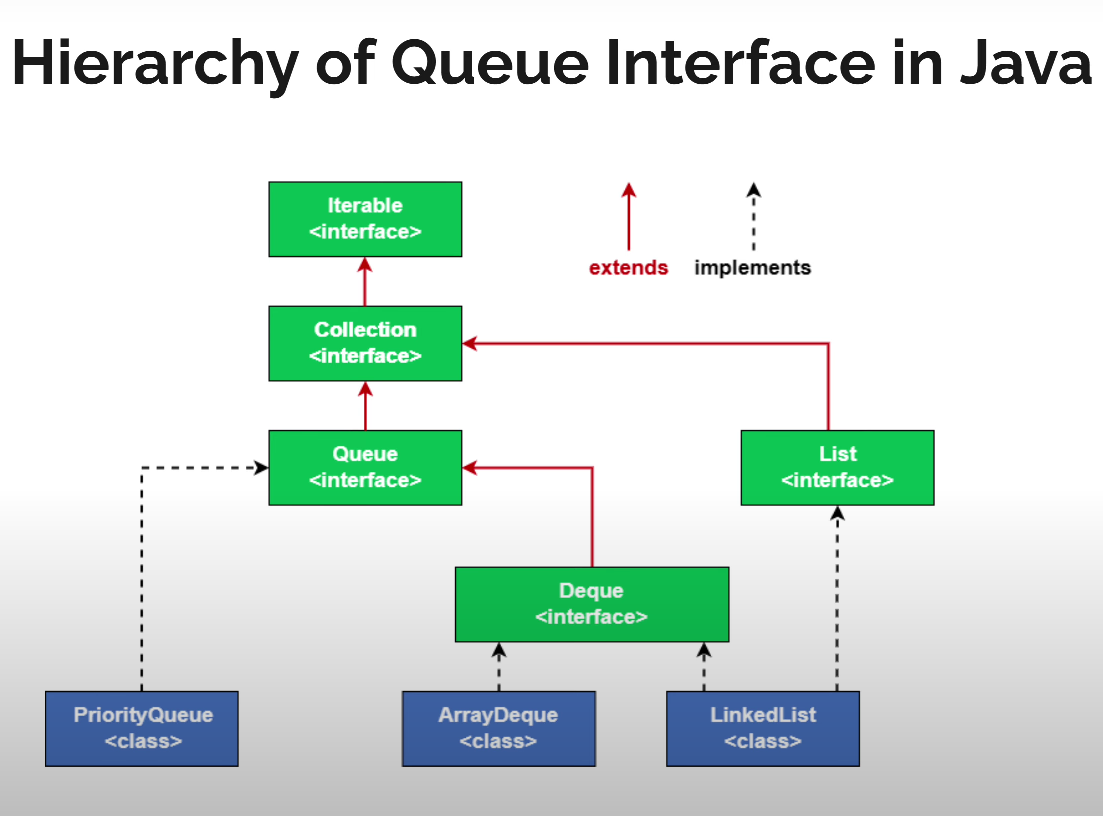 Hierarchy of Queue Interface in Java
Iterable
<interface>
extends
implements
Collection
<interface>
Queue
<interface>
List
<interface>
Deque
<interface>
PriorityQueue
<class>
ArrayDeque
<class>
LinkedList
<class>